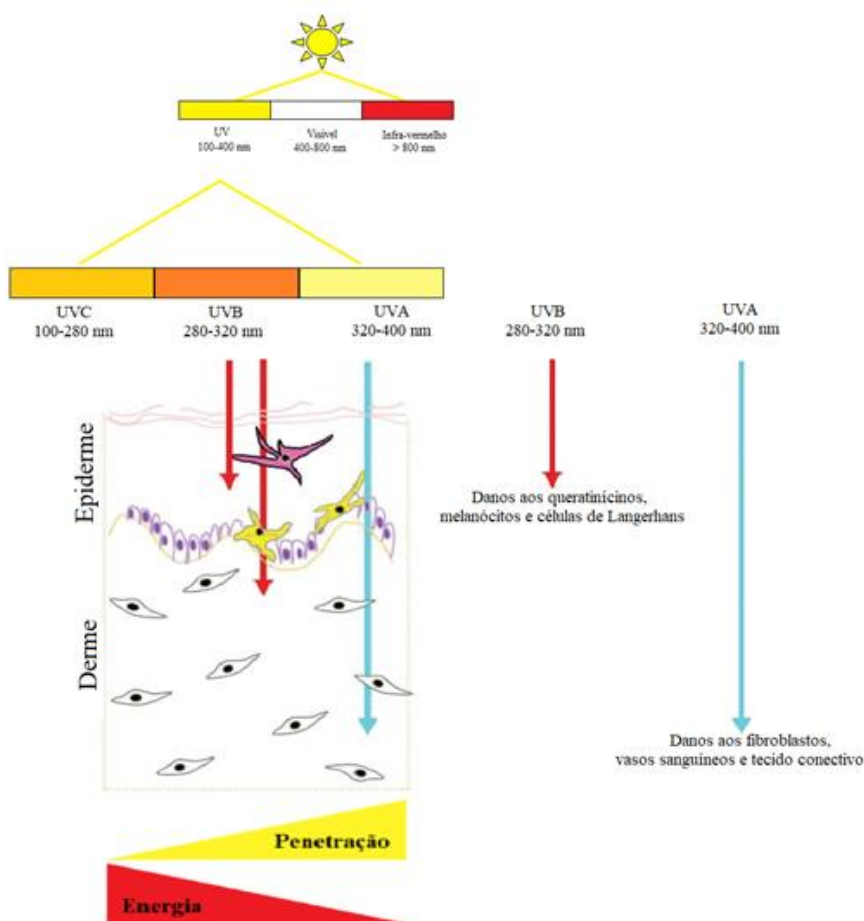 UV
100-400 nm
Visível
400-800 nm
Infra-vermelho
> 800 nm
UVC
100-280 nm
UVB
280-320 nm
UVA
320-400 nm
UVB
280-320 nm
UVA
320-400 nm
Epiderme
Danos aos queratinícinos,
melanócitos e células de Langerhans
Derme
Danos aos fibroblastos,
vasos sanguineos e tecido conectivo
Penetração
Energia